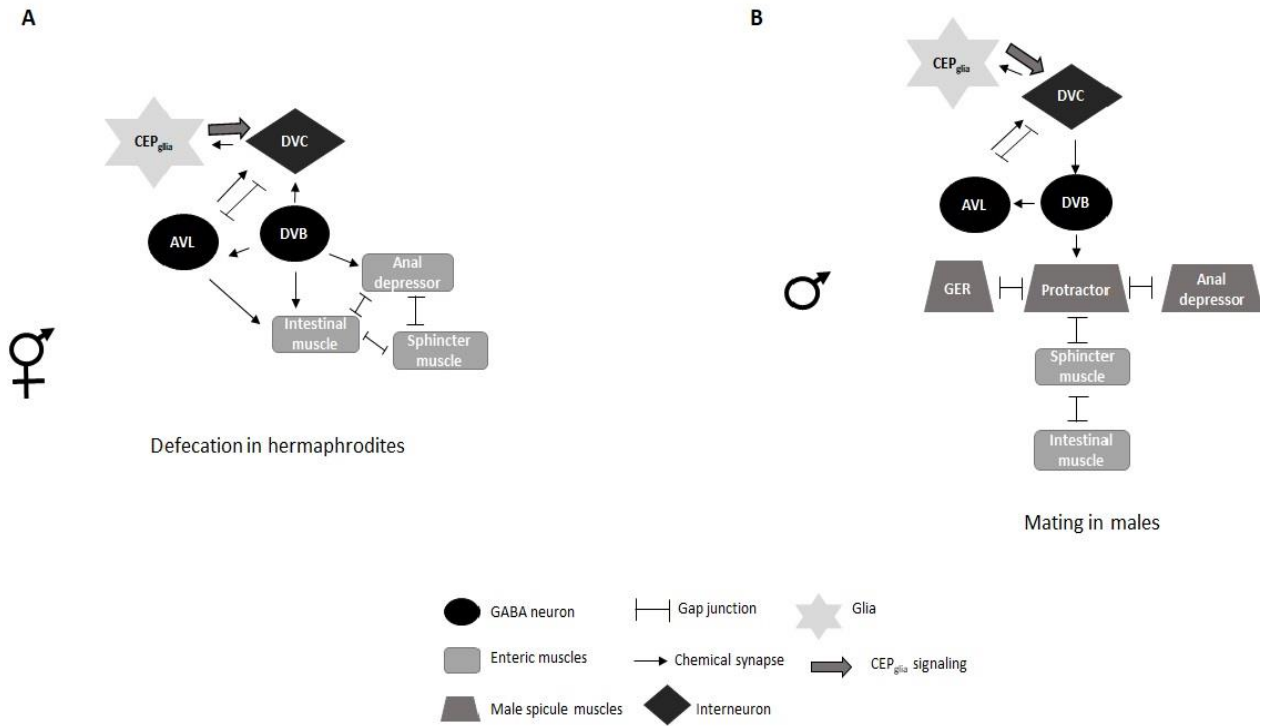 A
CEPglia
DVC
AVL
DVB
Anal
depressor
Intestinal
muscle
Sphincter
muscle
Defecation in hermaphrodites
B
CEPglia
DVC
AVL
DVB
GER
Protractor
Anal
depressor
Sphincter
muscle
Intestinal
muscle
Mating in males
GABA neuron
Gap junction
Glia
Enteric muscles
Chemical synapse
CEPglia signaling
Male spicule muscles
Interneuron